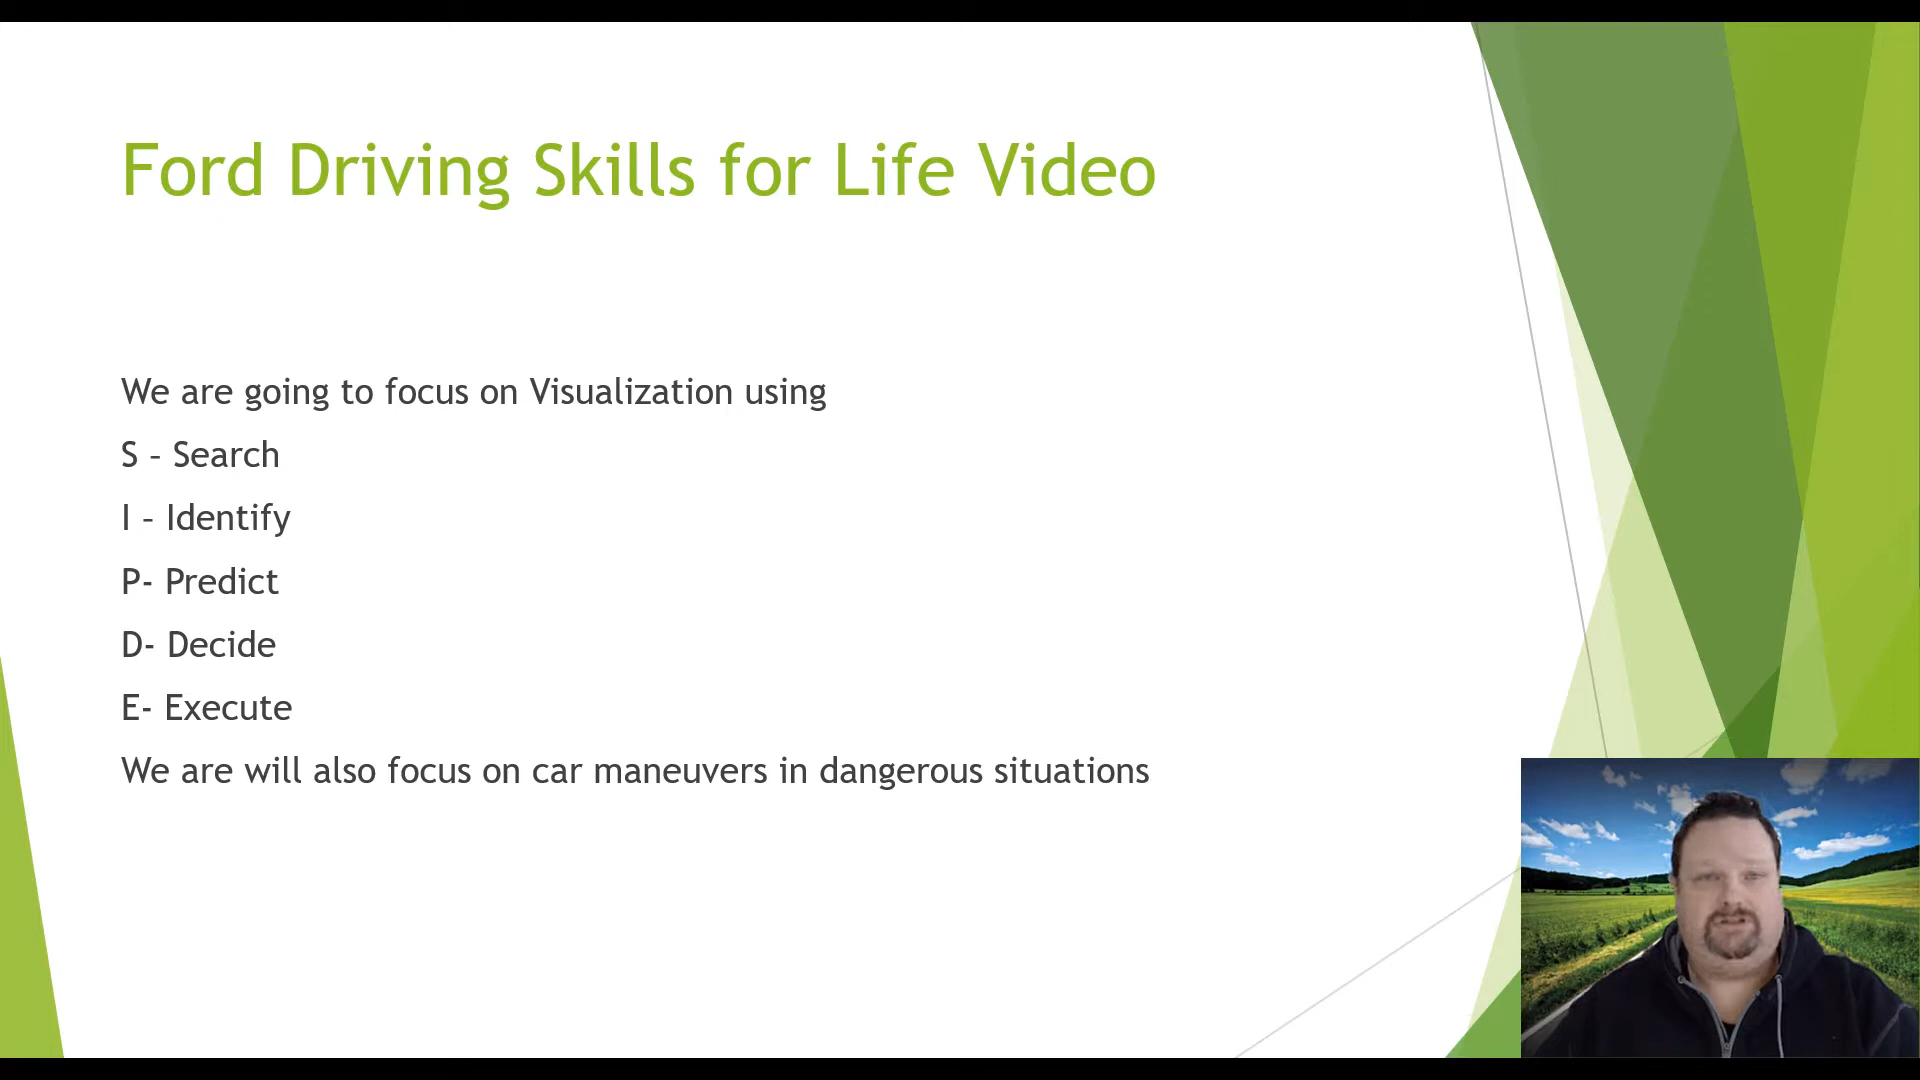 Ford Driving Skills for Life Video
We are going to focus on Visualization using
S – Search
I – Identify
P- Predict
D- Decide
E- Execute
We are will also focus on car maneuvers in dangerous situations